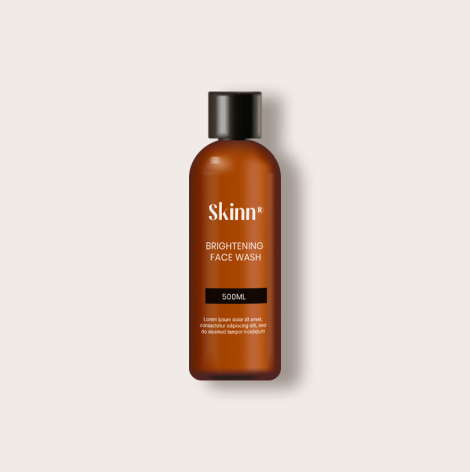 Skinn®
BRIGHTENING
FACE WASH
500ML
Lorem ipsum dolor sit amet,
consectetur adipiscing elit, sed
do eiusmod tempor incididunt